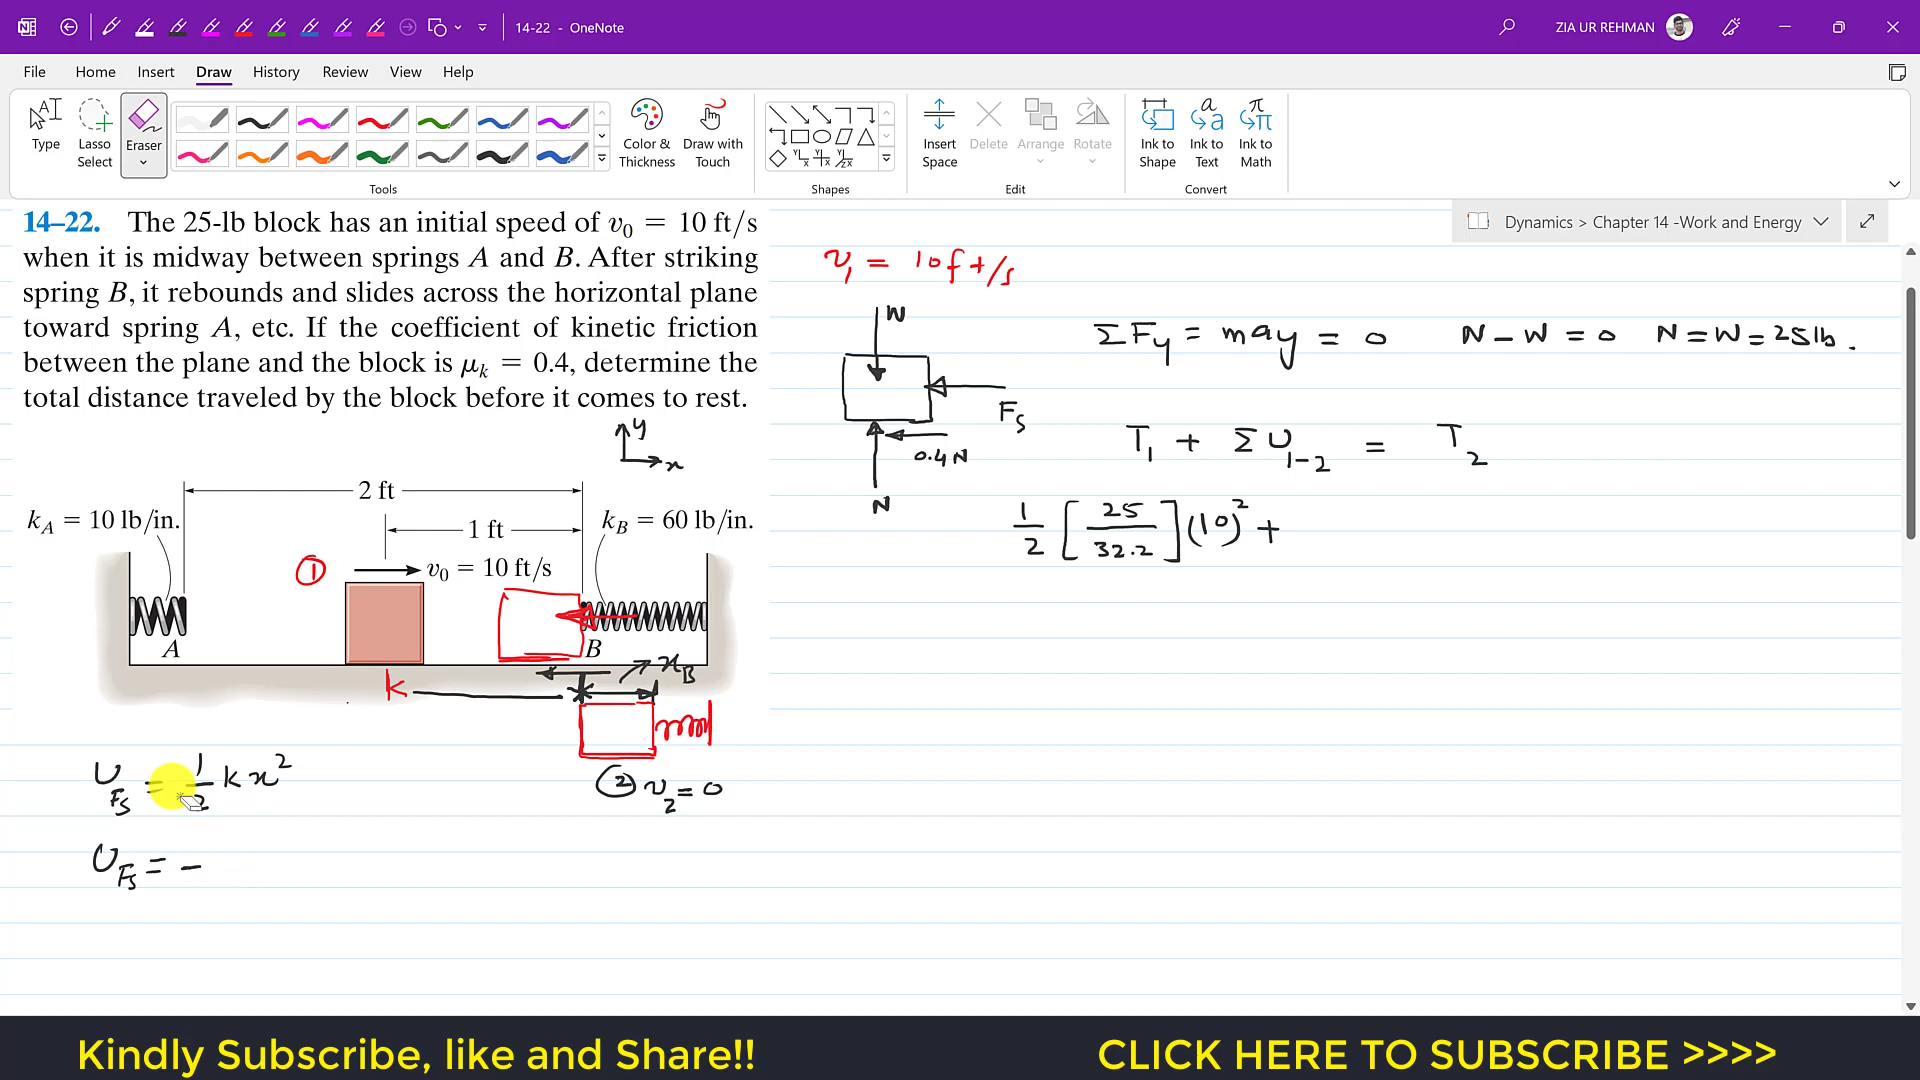 14-22 - OneNote
ZIA UR REHMAN
File Home Insert Draw History Review View Help
Type
Lasso Select
Eraser
Color & Thickness
Draw with Touch
Insert Space
Delete
Arrange
Rotate
Ink to Shape
Ink to Text
Ink to Math
Tools
Shapes
Edit
Convert
Dynamics > Chapter 14 -Work and Energy
14–22. The 25-lb block has an initial speed of v₀ = 10 ft/s
when it is midway between springs A and B. After striking
spring B, it rebounds and slides across the horizontal plane
toward spring A, etc. If the coefficient of kinetic friction
between the plane and the block is μₖ = 0.4, determine the
total distance traveled by the block before it comes to rest.
v₁ = 10ft/s
W
ΣFy = may = 0 N-W=0 N=W=25lb.
Fs
0.4N
N
T₁ + ΣU₁₋₂ = T₂
1/2 [25/32.2] (10)² +
y
x
2 ft
kA = 10 lb/in.
1 ft
kB = 60 lb/in.
①
v₀ = 10 ft/s
A
B
xB
k
② v₂ = 0
U_Fs = 1/2 kx²
U_Fs = -
Kindly Subscribe, like and Share!!
CLICK HERE TO SUBSCRIBE >>>>